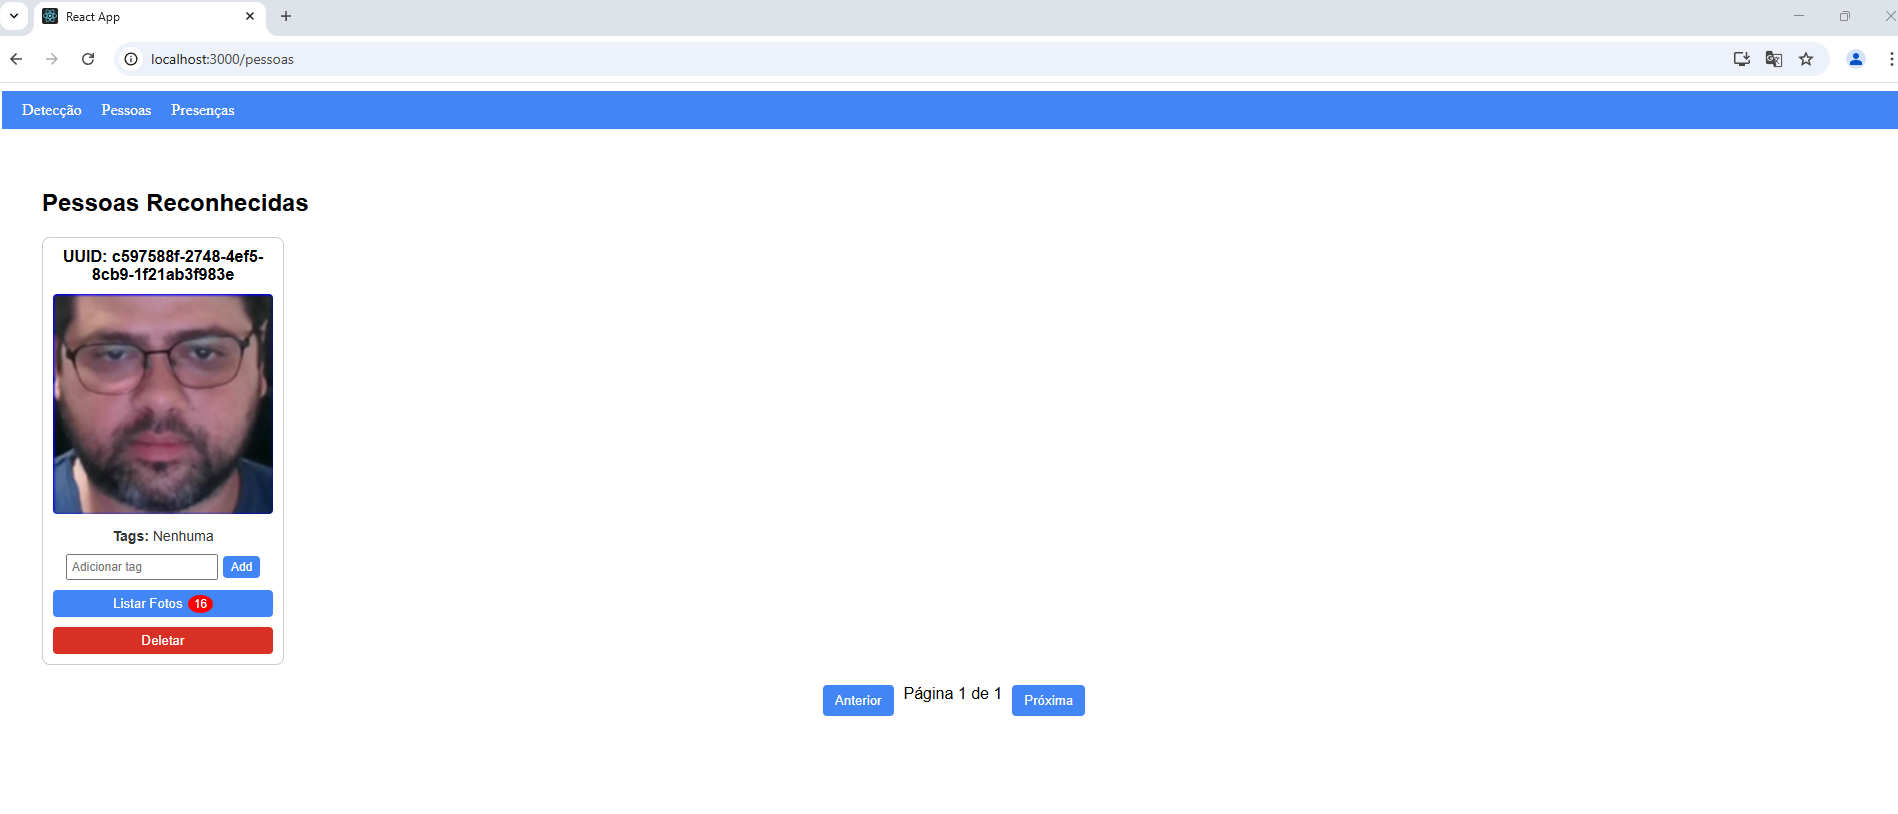 React App
localhost:3000/pessoas
Detecção Pessoas Presenças
Pessoas Reconhecidas
UUID: c597588f-2748-4ef5-
8cb9-1f21ab3f983e
Tags: Nenhuma
Adicionar tag Add
Listar Fotos 16
Deletar
Anterior Página 1 de 1 Próxima